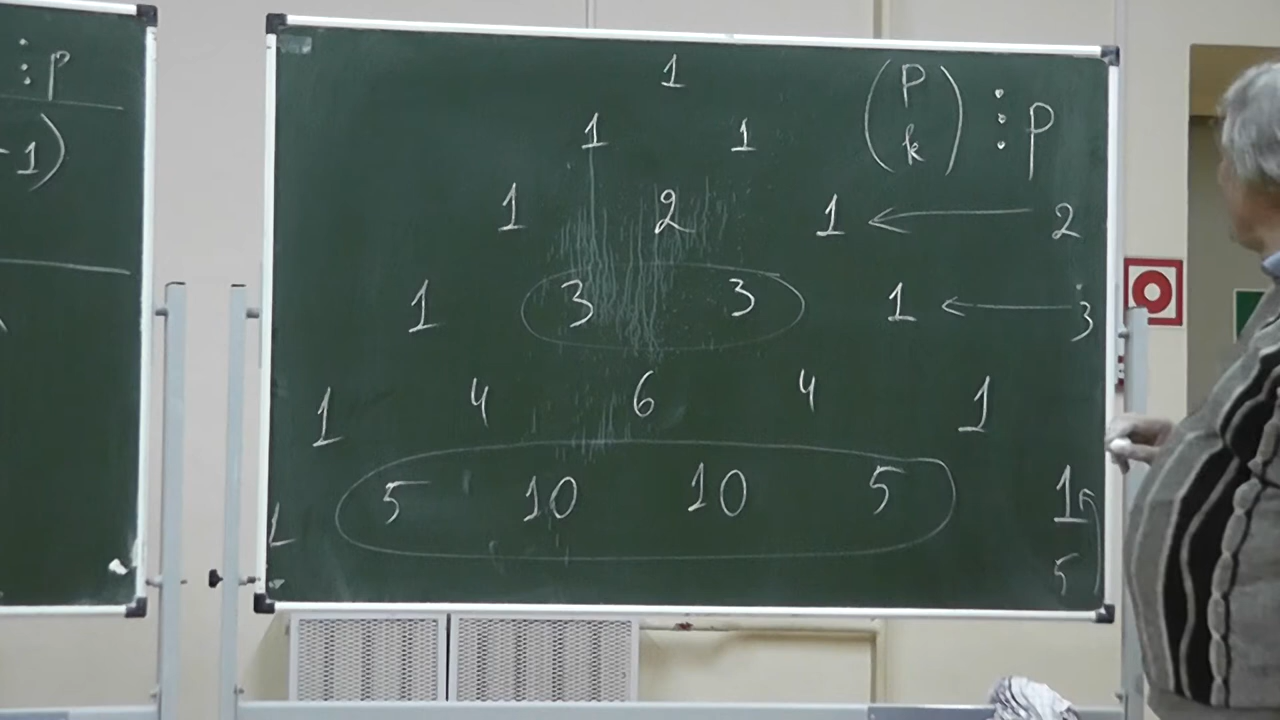 ⋮ p
- 1)
1
1 1 (p k) ⋮ p
1 2 1 ← 2
1 3 3 1 ← 3
1 4 6 4 1
1 5 10 10 5 1
5